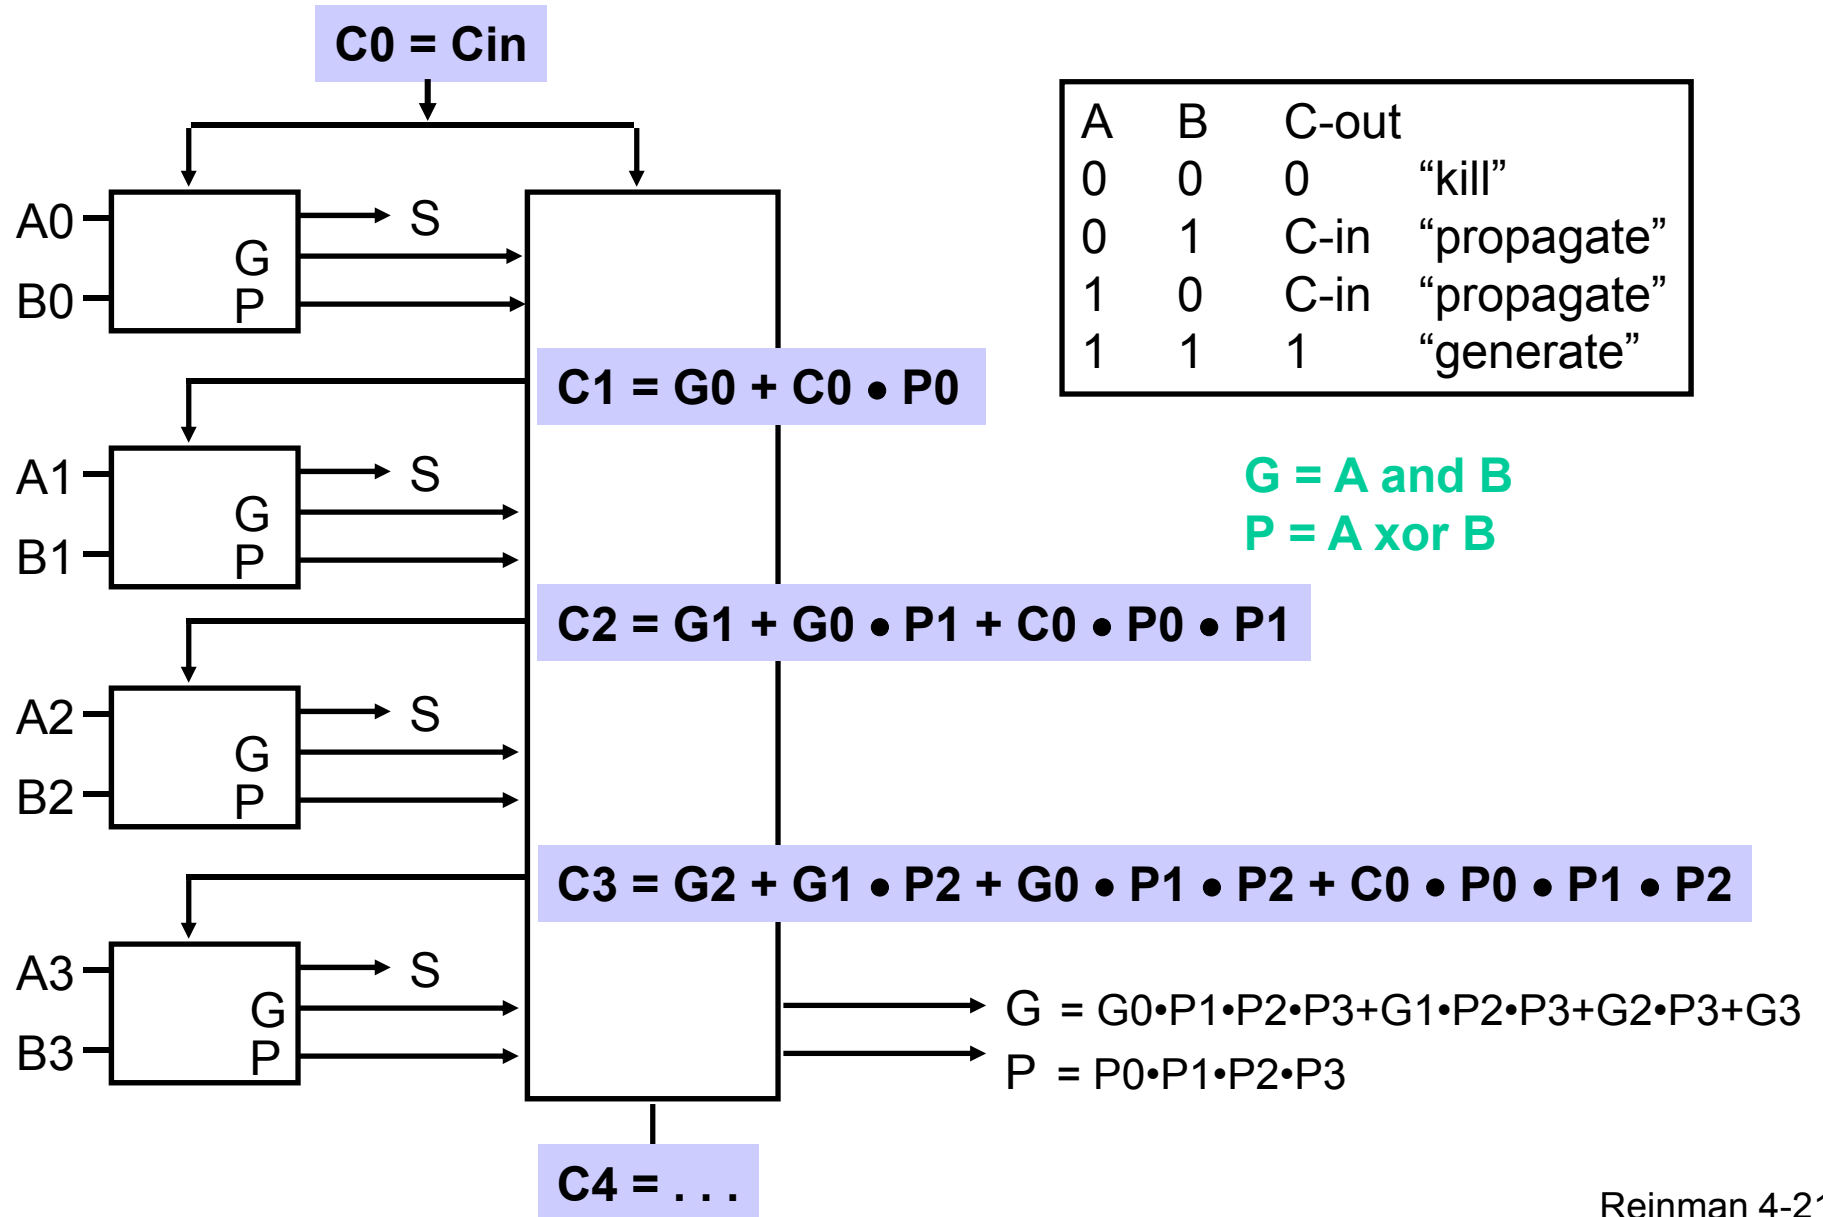 C0 = Cin
A B C-out
0 0 0 “kill”
0 1 C-in “propagate”
1 0 C-in “propagate”
1 1 1 “generate”
A0
S
G
B0
P
C1 = G0 + C0 • P0
G = A and B
P = A xor B
A1
S
G
B1
P
C2 = G1 + G0 • P1 + C0 • P0 • P1
A2
S
G
B2
P
C3 = G2 + G1 • P2 + G0 • P1 • P2 + C0 • P0 • P1 • P2
A3
S
G
B3
P
G = G0•P1•P2•P3+G1•P2•P3+G2•P3+G3
P = P0•P1•P2•P3
C4 = . . .
Reinman 4-21